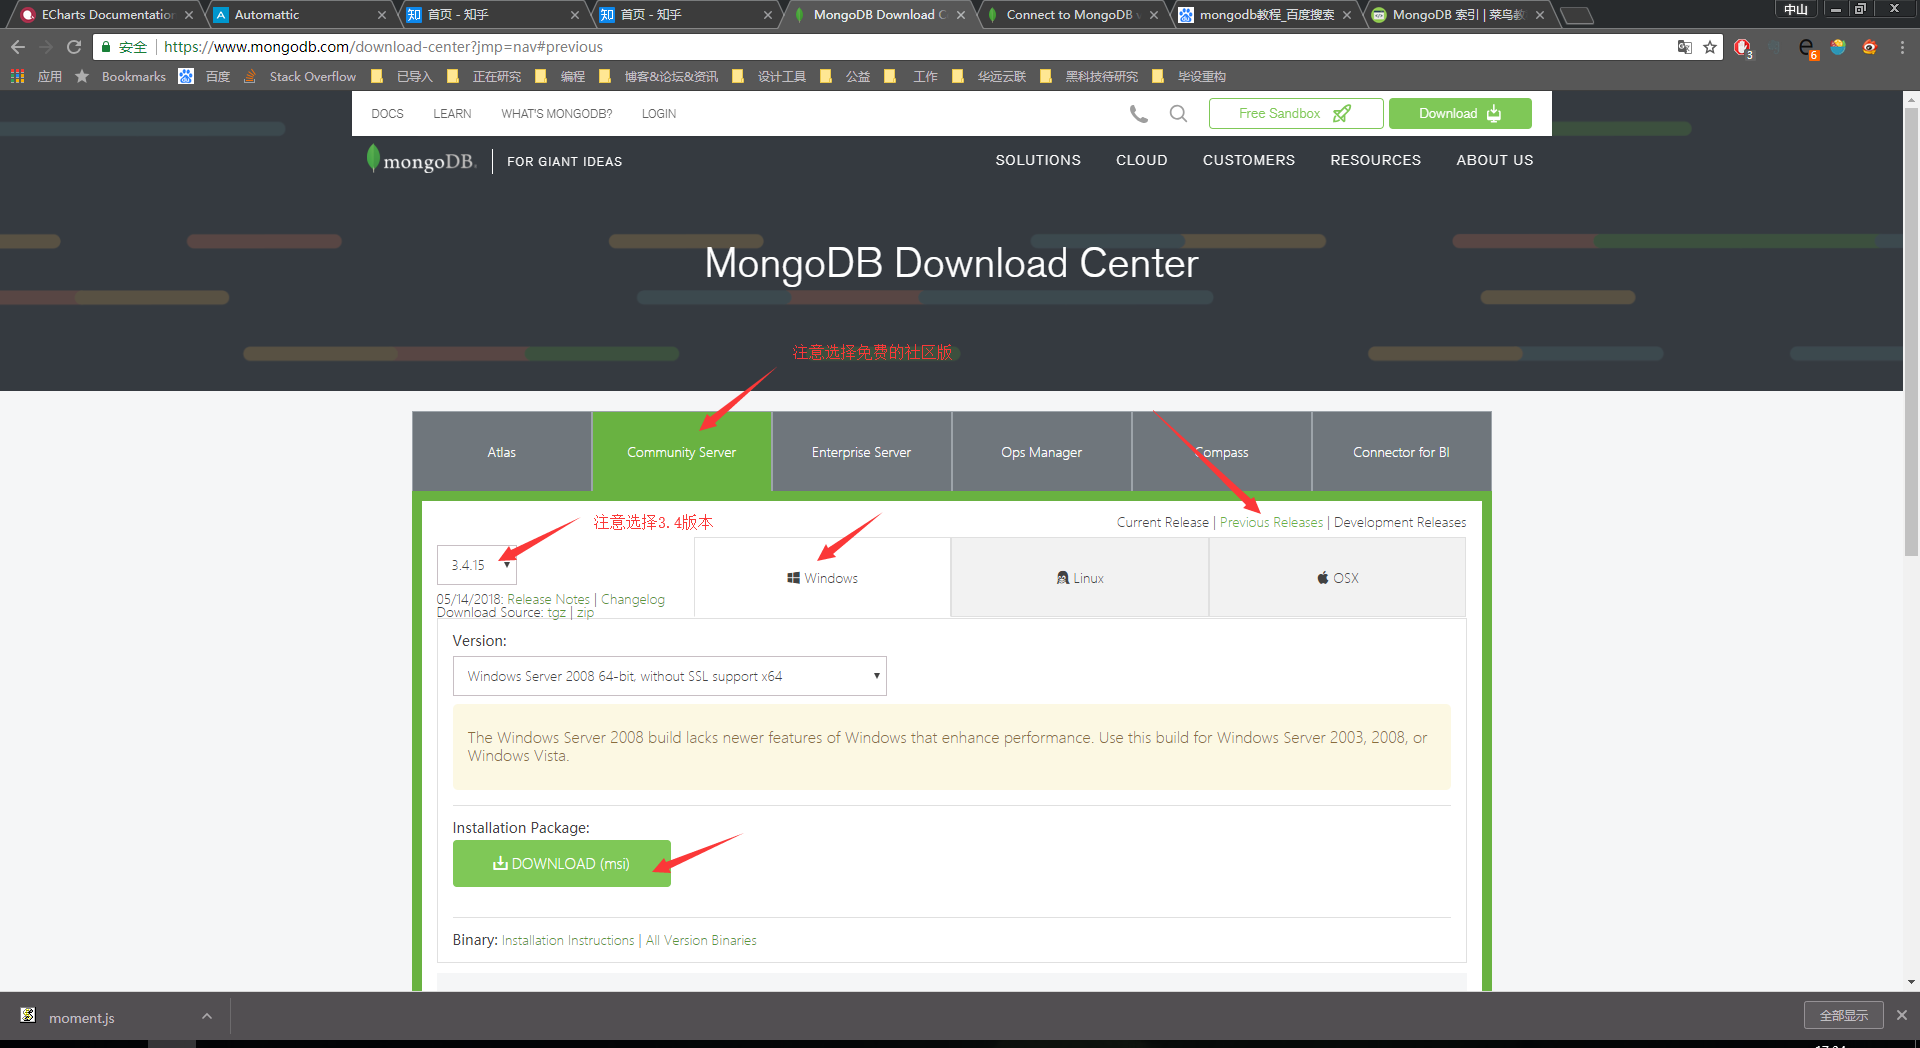 ECharts Documentation
Automattic
首页 - 知乎
首页 - 知乎
MongoDB Download C
Connect to MongoDB
mongodb教程_百度搜索
MongoDB 索引 | 菜鸟教
中山
安全
https://www.mongodb.com/download-center?jmp=nav#previous
3
6
应用
Bookmarks
百度
Stack Overflow
已导入
正在研究
编程
博客&论坛&资讯
设计工具
公益
工作
华远云联
黑科技待研究
毕设重构
DOCS
LEARN
WHAT'S MONGODB?
LOGIN
Free Sandbox
Download
mongoDB.
FOR GIANT IDEAS
SOLUTIONS
CLOUD
CUSTOMERS
RESOURCES
ABOUT US
MongoDB Download Center
注意选择免费的社区版
Atlas
Community Server
Enterprise Server
Ops Manager
Compass
Connector for BI
注意选择3.4版本
Current Release | Previous Releases | Development Releases
3.4.15
Windows
Linux
OSX
05/14/2018: Release Notes | Changelog
Download Source: tgz | zip
Version:
Windows Server 2008 64-bit, without SSL support x64
The Windows Server 2008 build lacks newer features of Windows that enhance performance. Use this build for Windows Server 2003, 2008, or
Windows Vista.
Installation Package:
DOWNLOAD (msi)
Binary: Installation Instructions | All Version Binaries
moment.js
全部显示